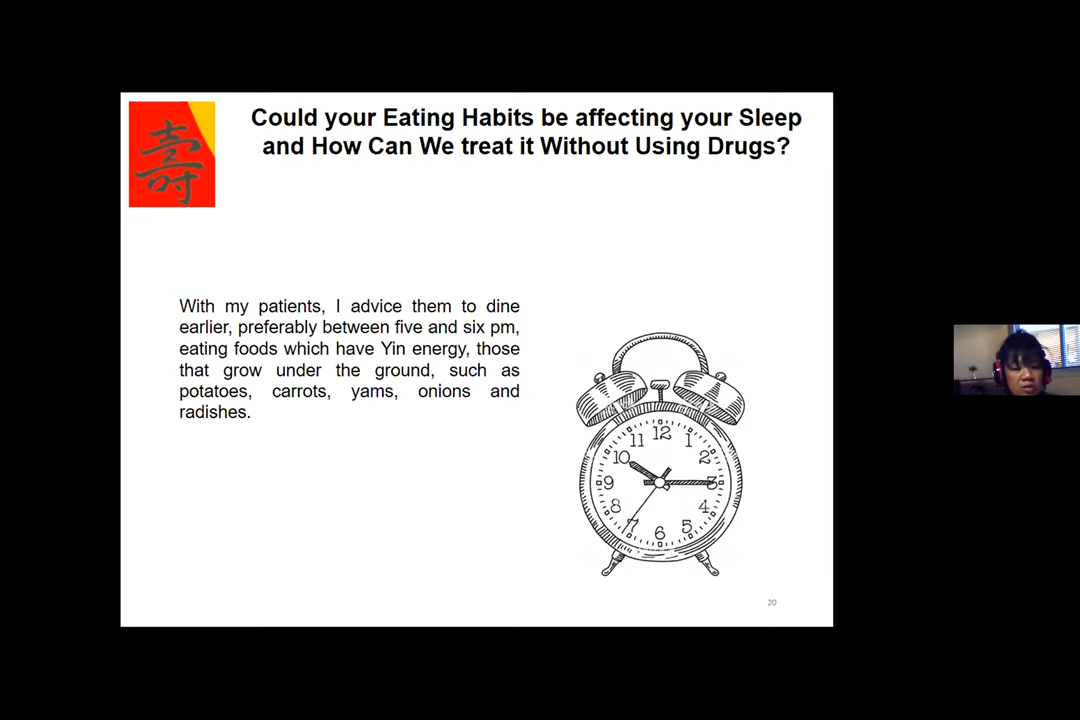 壽
Could your Eating Habits be affecting your Sleep
and How Can We treat it Without Using Drugs?
With my patients, I advice them to dine
earlier, preferably between five and six pm,
eating foods which have Yin energy, those
that grow under the ground, such as
potatoes, carrots, yams, onions and
radishes.
12
11
1
10
2
9
3
8
4
7
5
6
20